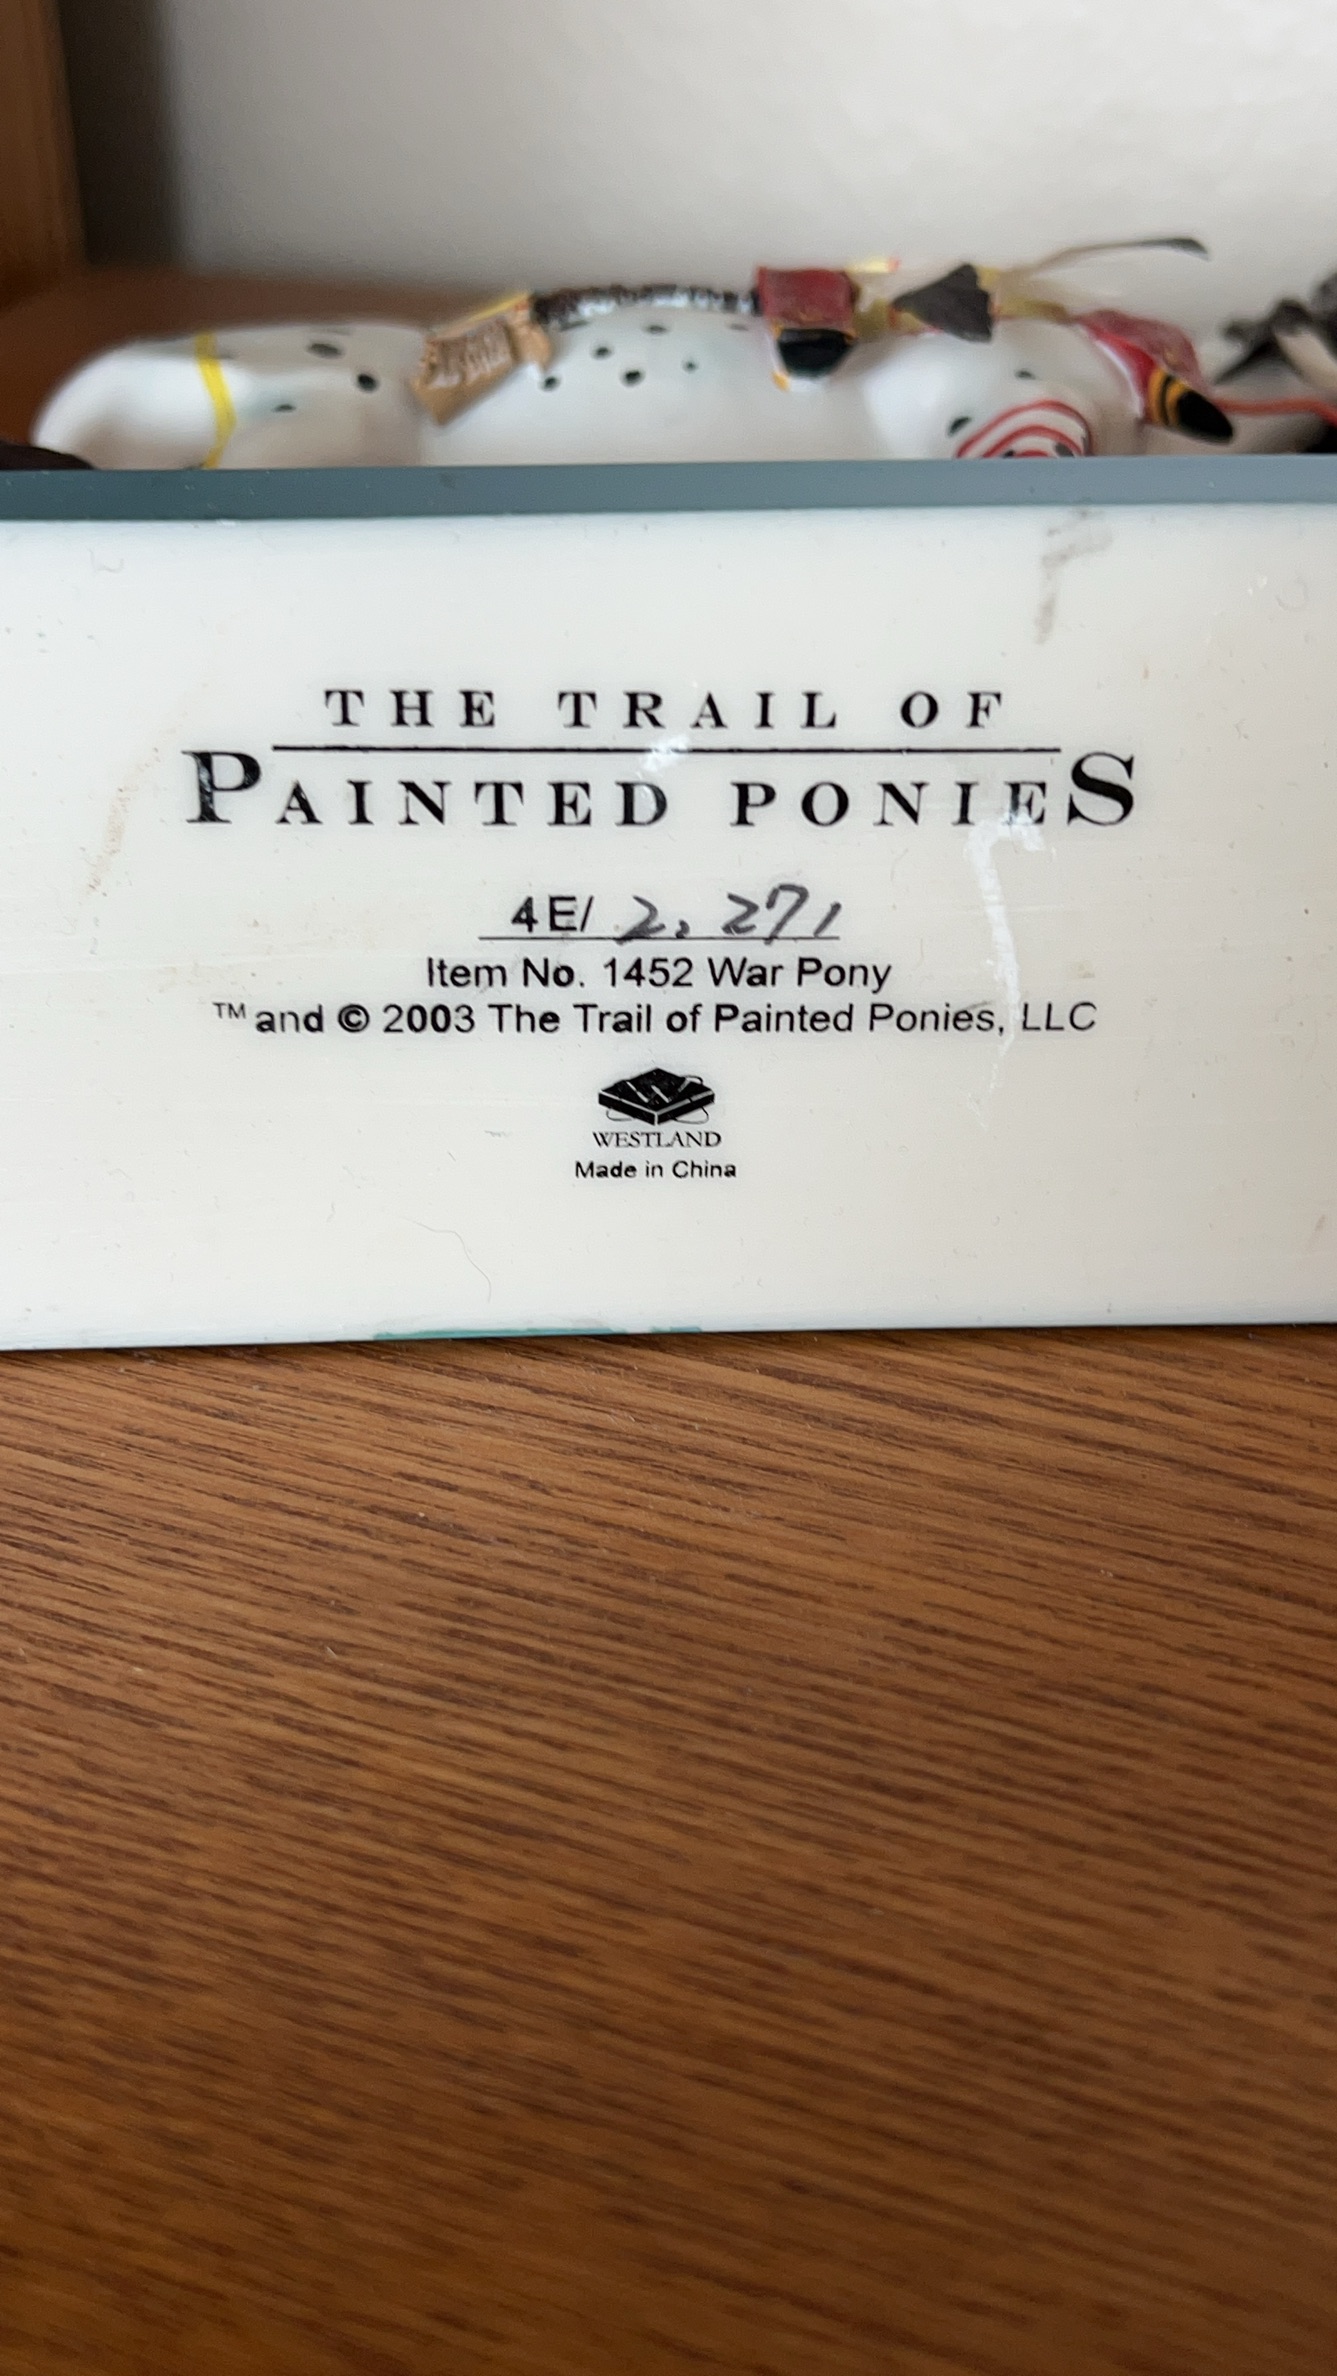 THE TRAIL OF
PAINTED PONIES
4E/ 2,271
Item No. 1452 War Pony
™ and © 2003 The Trail of Painted Ponies, LLC
WESTLAND
Made in China